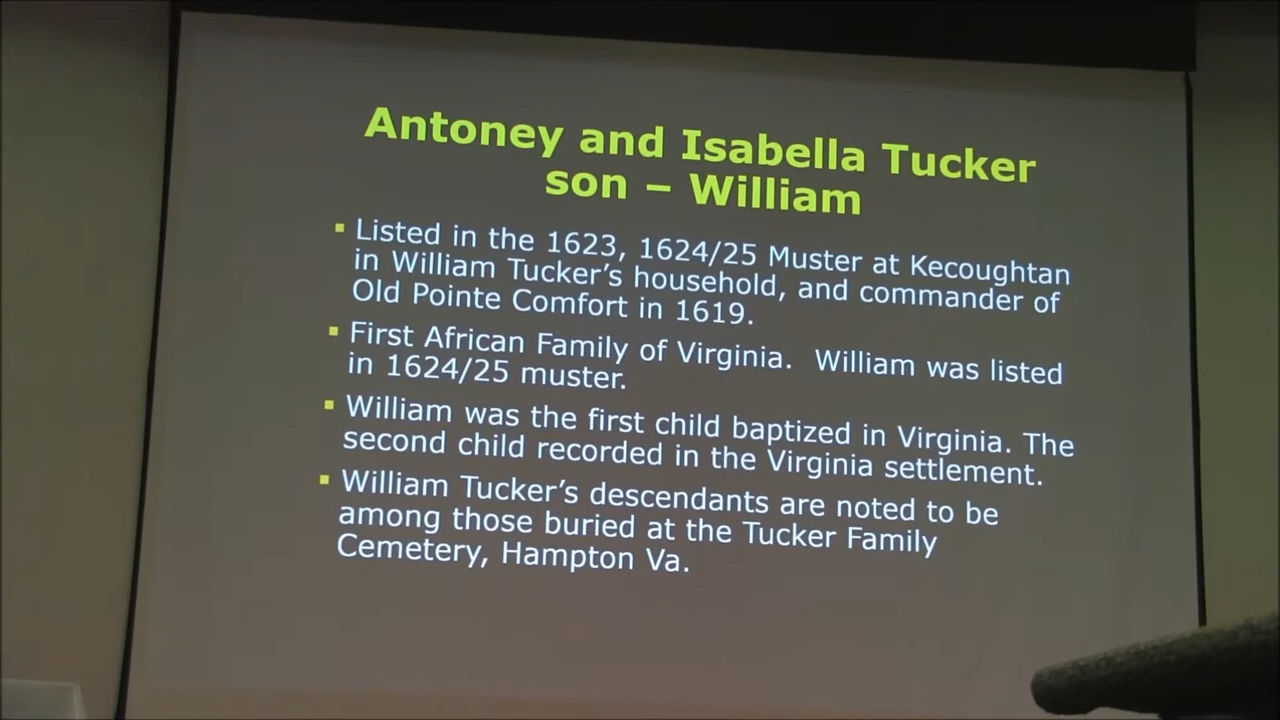 Antoney and Isabella Tucker
son – William
▪ Listed in the 1623, 1624/25 Muster at Kecoughtan
in William Tucker's household, and commander of
Old Pointe Comfort in 1619.
▪ First African Family of Virginia. William was listed
in 1624/25 muster.
▪ William was the first child baptized in Virginia. The
second child recorded in the Virginia settlement.
▪ William Tucker's descendants are noted to be
among those buried at the Tucker Family
Cemetery, Hampton Va.